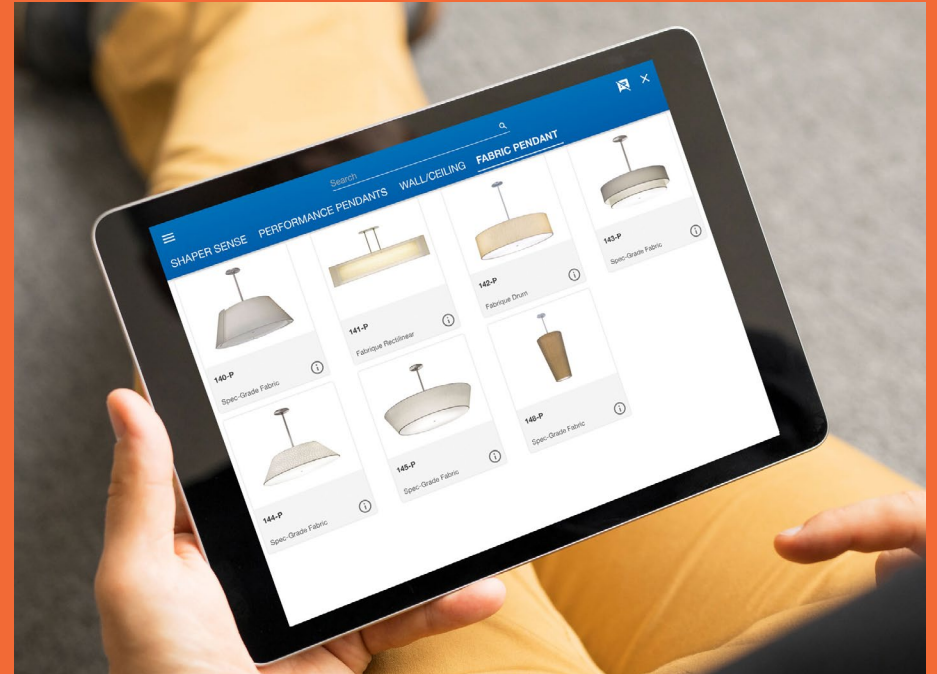 Search
SHAPER SENSE PERFORMANCE PENDANTS WALL/CEILING FABRIC PENDANT
140-P
Spec-Grade Fabric
141-P
Fabrique Rectilinear
142-P
Fabrique Drum
143-P
Spec-Grade Fabric
144-P
Spec-Grade Fabric
145-P
Spec-Grade Fabric
148-P
Spec-Grade Fabric